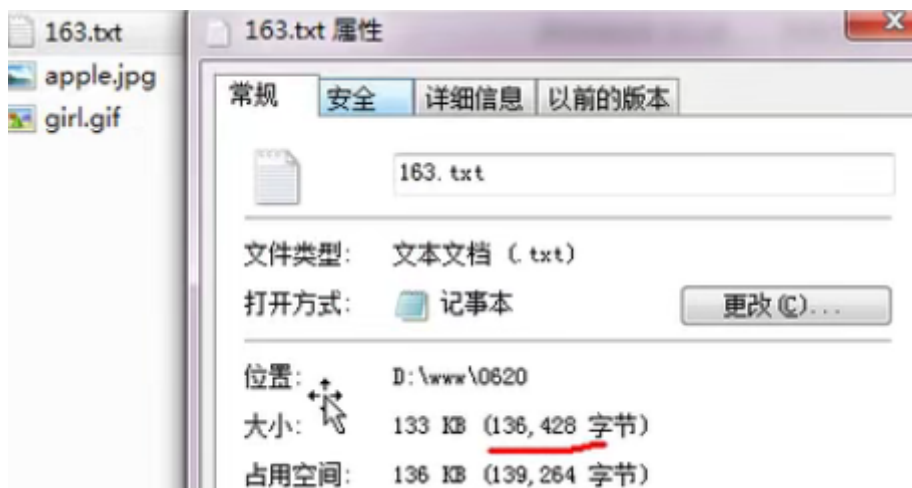 163.txt
apple.jpg
girl.gif
163.txt 属性
常规 安全 详细信息 以前的版本
163.txt
文件类型: 文本文档 (.txt)
打开方式: 记事本 更改(C)...
位置: D:\www\0620
大小: 133 KB (136,428 字节)
占用空间: 136 KB (139,264 字节)